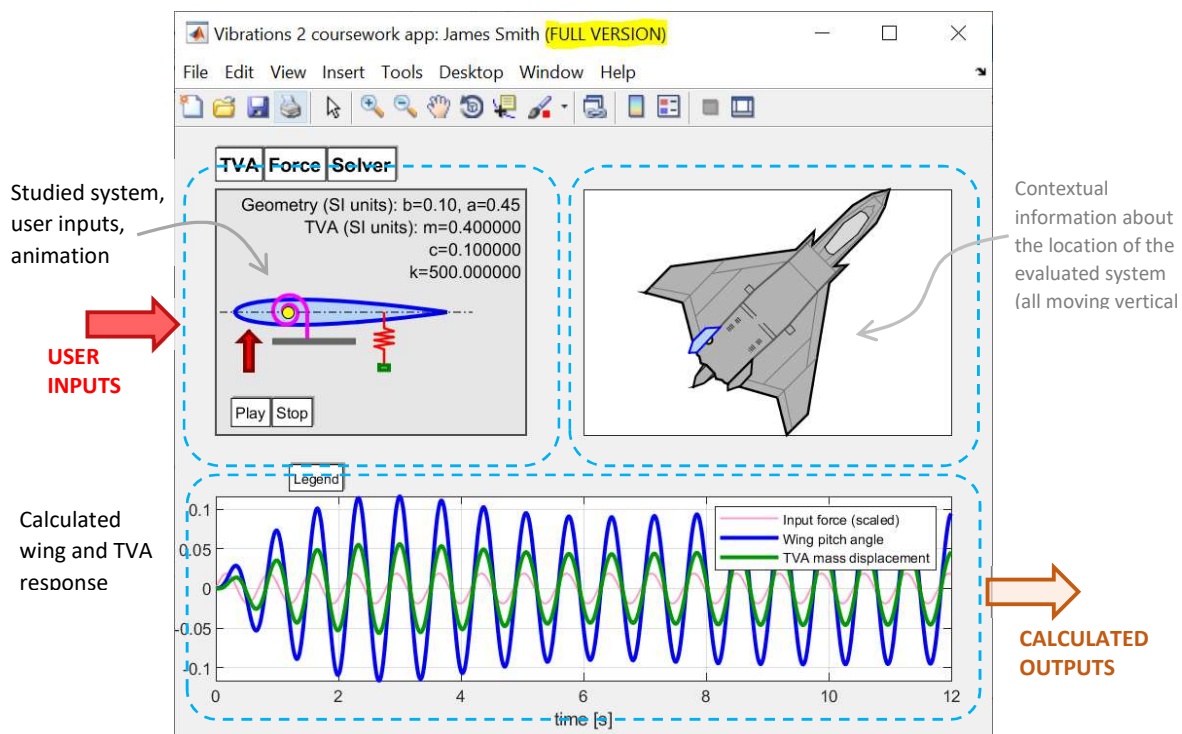 Vibrations 2 coursework app: James Smith (FULL VERSION)
File Edit View Insert Tools Desktop Window Help
TVA Force Solver
Studied system,
user inputs,
animation
Geometry (SI units): b=0.10, a=0.45
TVA (SI units): m=0.400000
c=0.100000
k=500.000000
Contextual
information about
the location of the
evaluated system
(all moving vertical
USER
INPUTS
Play Stop
Legend
Calculated
wing and TVA
response
0.1
0.05
0
-0.05
-0.1
Input force (scaled)
Wing pitch angle
TVA mass displacement
0 2 4 6 8 10 12
time [s]
CALCULATED
OUTPUTS